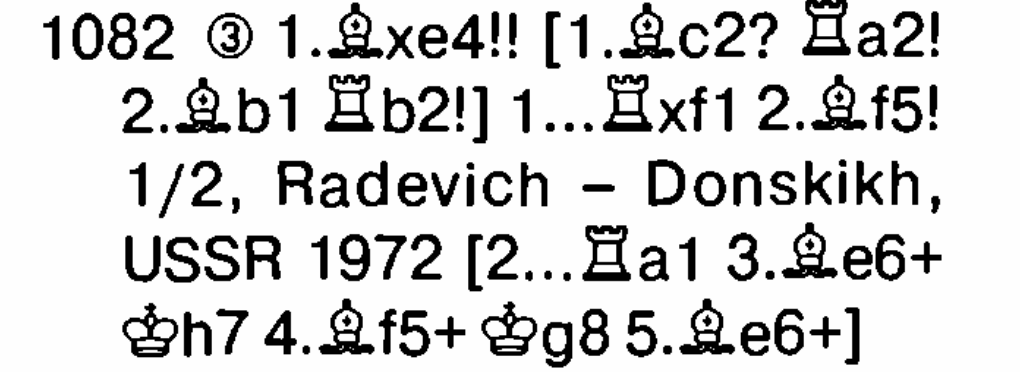 1082 ③ 1.♗xe4!! [1.♗c2? ♖a2!
2.♗b1 ♖b2!] 1...♖xf1 2.♗f5!
1/2, Radevich – Donskikh,
USSR 1972 [2...♖a1 3.♗e6+
♔h7 4.♗f5+ ♔g8 5.♗e6+]